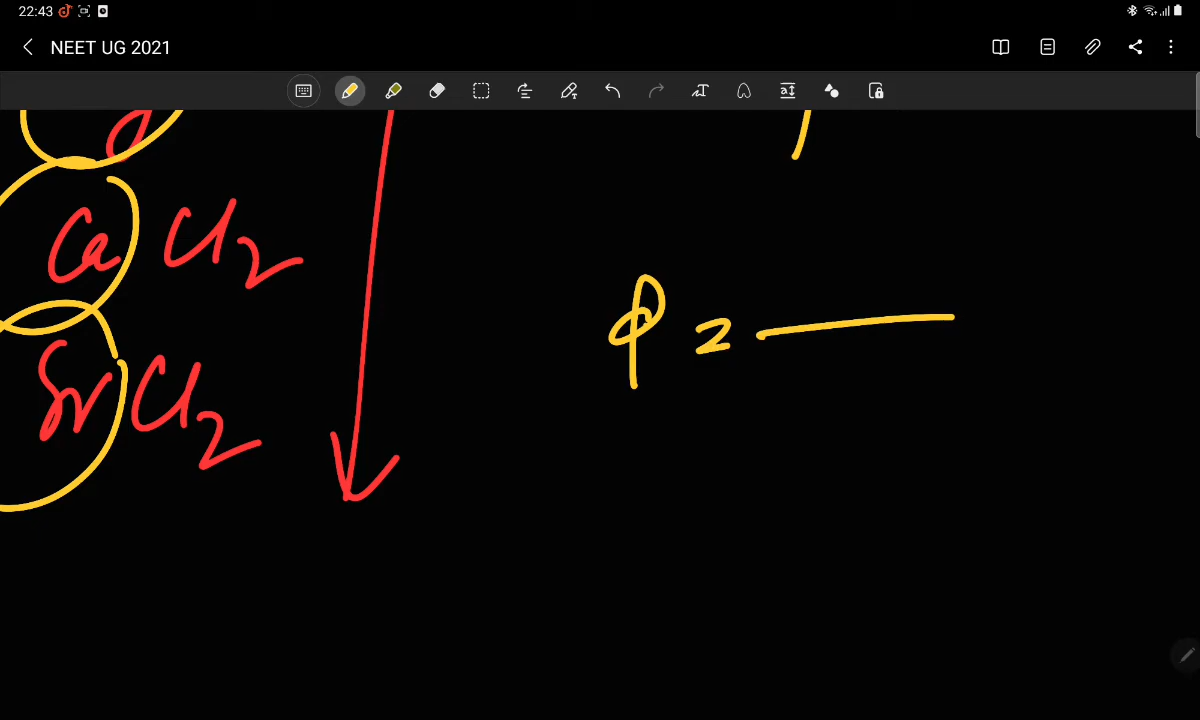 22:43
NEET UG 2021
CaCl2
SrCl2
φ =